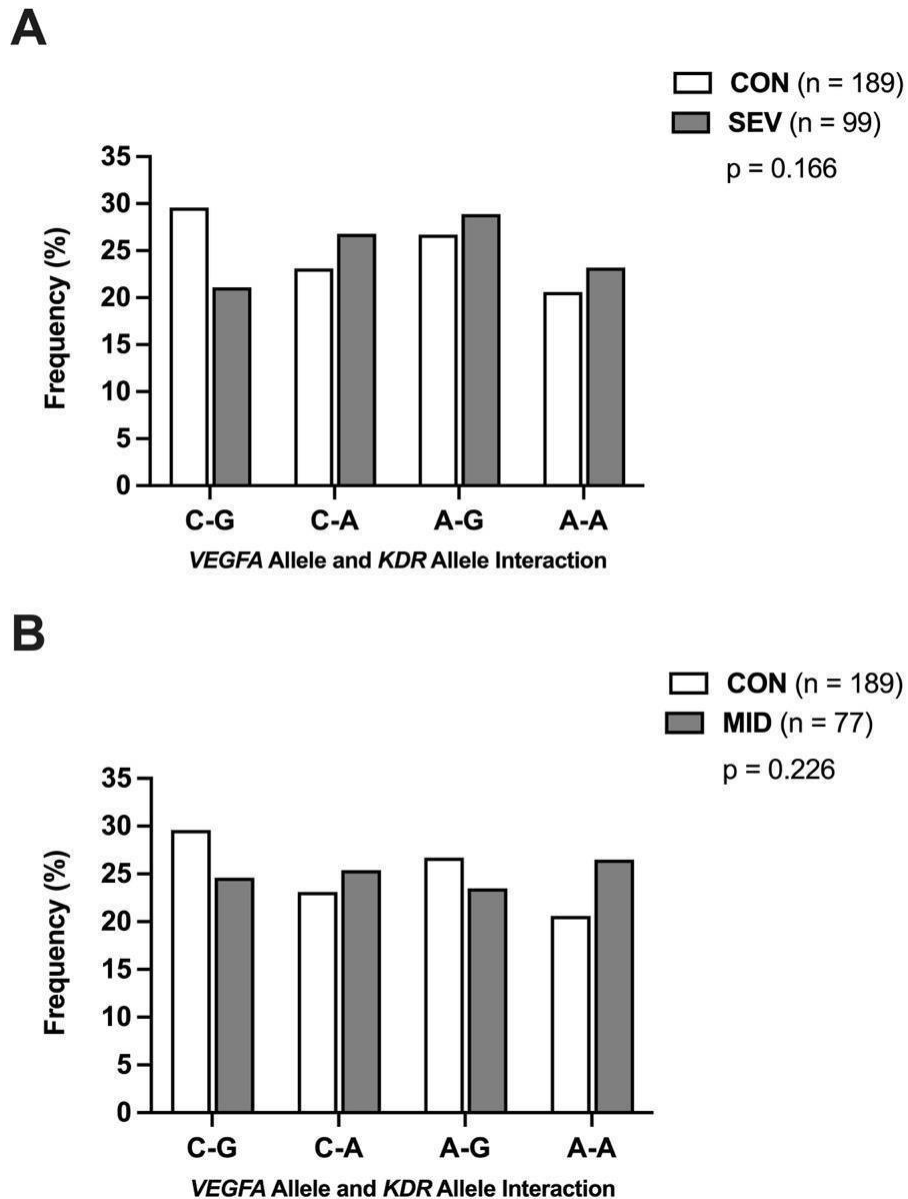 A
CON (n = 189)
SEV (n = 99)
p = 0.166
35
30
25
20
15
10
5
0
Frequency (%)
C-G C-A A-G A-A
VEGFA Allele and KDR Allele Interaction
B
CON (n = 189)
MID (n = 77)
p = 0.226
35
30
25
20
15
10
5
0
Frequency (%)
C-G C-A A-G A-A
VEGFA Allele and KDR Allele Interaction